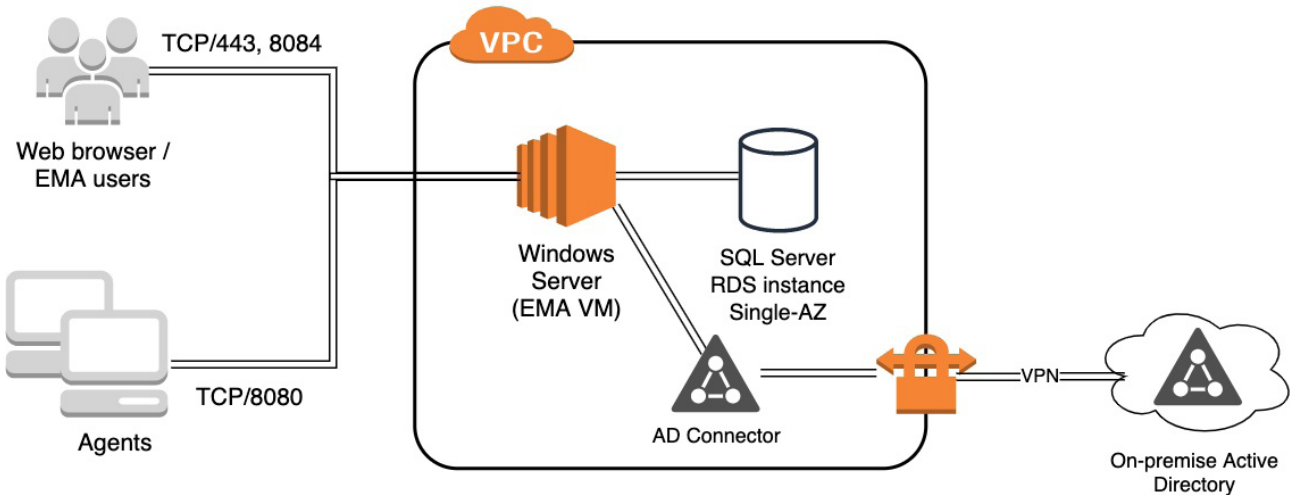 TCP/443, 8084
VPC
Web browser /
EMA users
Windows
Server
(EMA VM)
SQL Server
RDS instance
Single-AZ
TCP/8080
Agents
AD Connector
VPN
On-premise Active
Directory